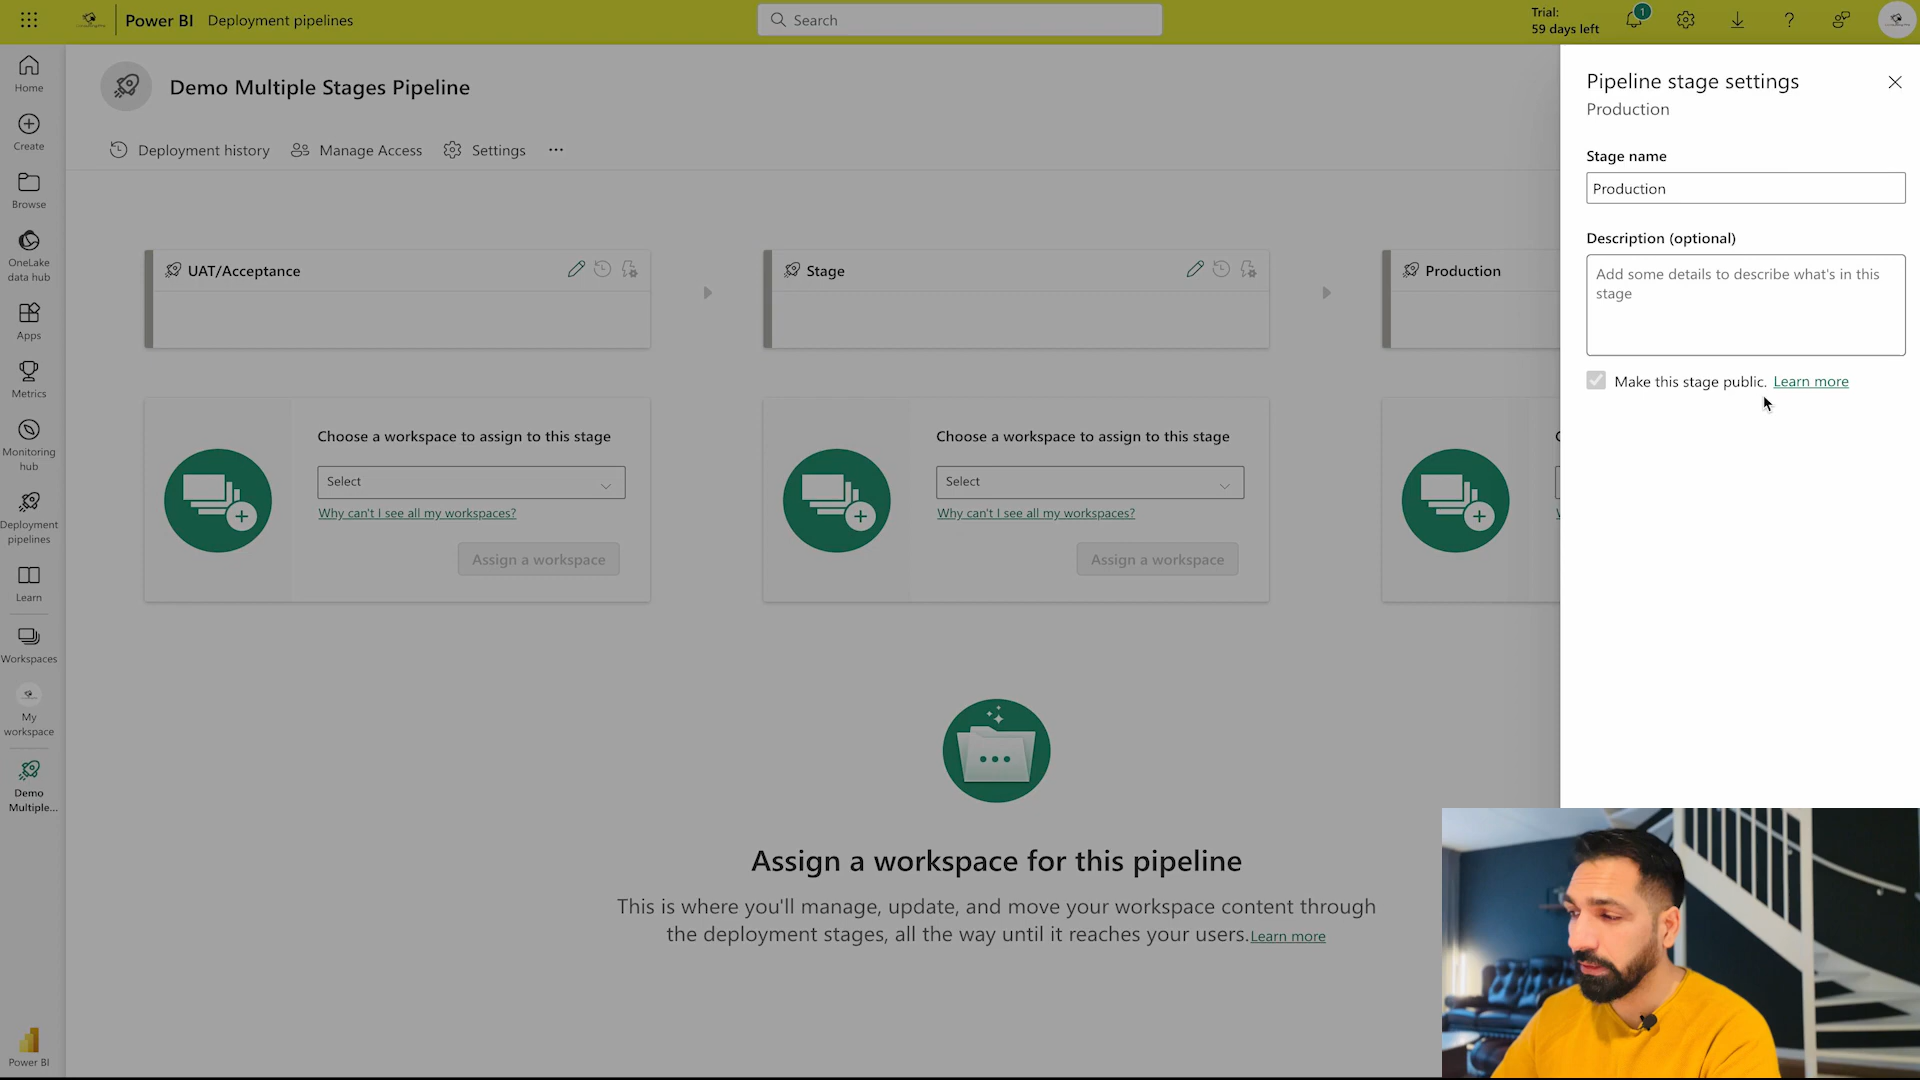 Power BI Deployment pipelines
Search
Trial:
59 days left
1
Home
Create
Browse
OneLake
data hub
Apps
Metrics
Monitoring
hub
Deployment
pipelines
Learn
Workspaces
My
workspace
Demo
Multiple...
Power BI
Demo Multiple Stages Pipeline
Deployment history
Manage Access
Settings
UAT/Acceptance
Stage
Production
Choose a workspace to assign to this stage
Select
Why can't I see all my workspaces?
Assign a workspace
Choose a workspace to assign to this stage
Select
Why can't I see all my workspaces?
Assign a workspace
Assign a workspace for this pipeline
This is where you'll manage, update, and move your workspace content through
the deployment stages, all the way until it reaches your users. Learn more
Pipeline stage settings
Production
Stage name
Production
Description (optional)
Add some details to describe what's in this
stage
Make this stage public. Learn more